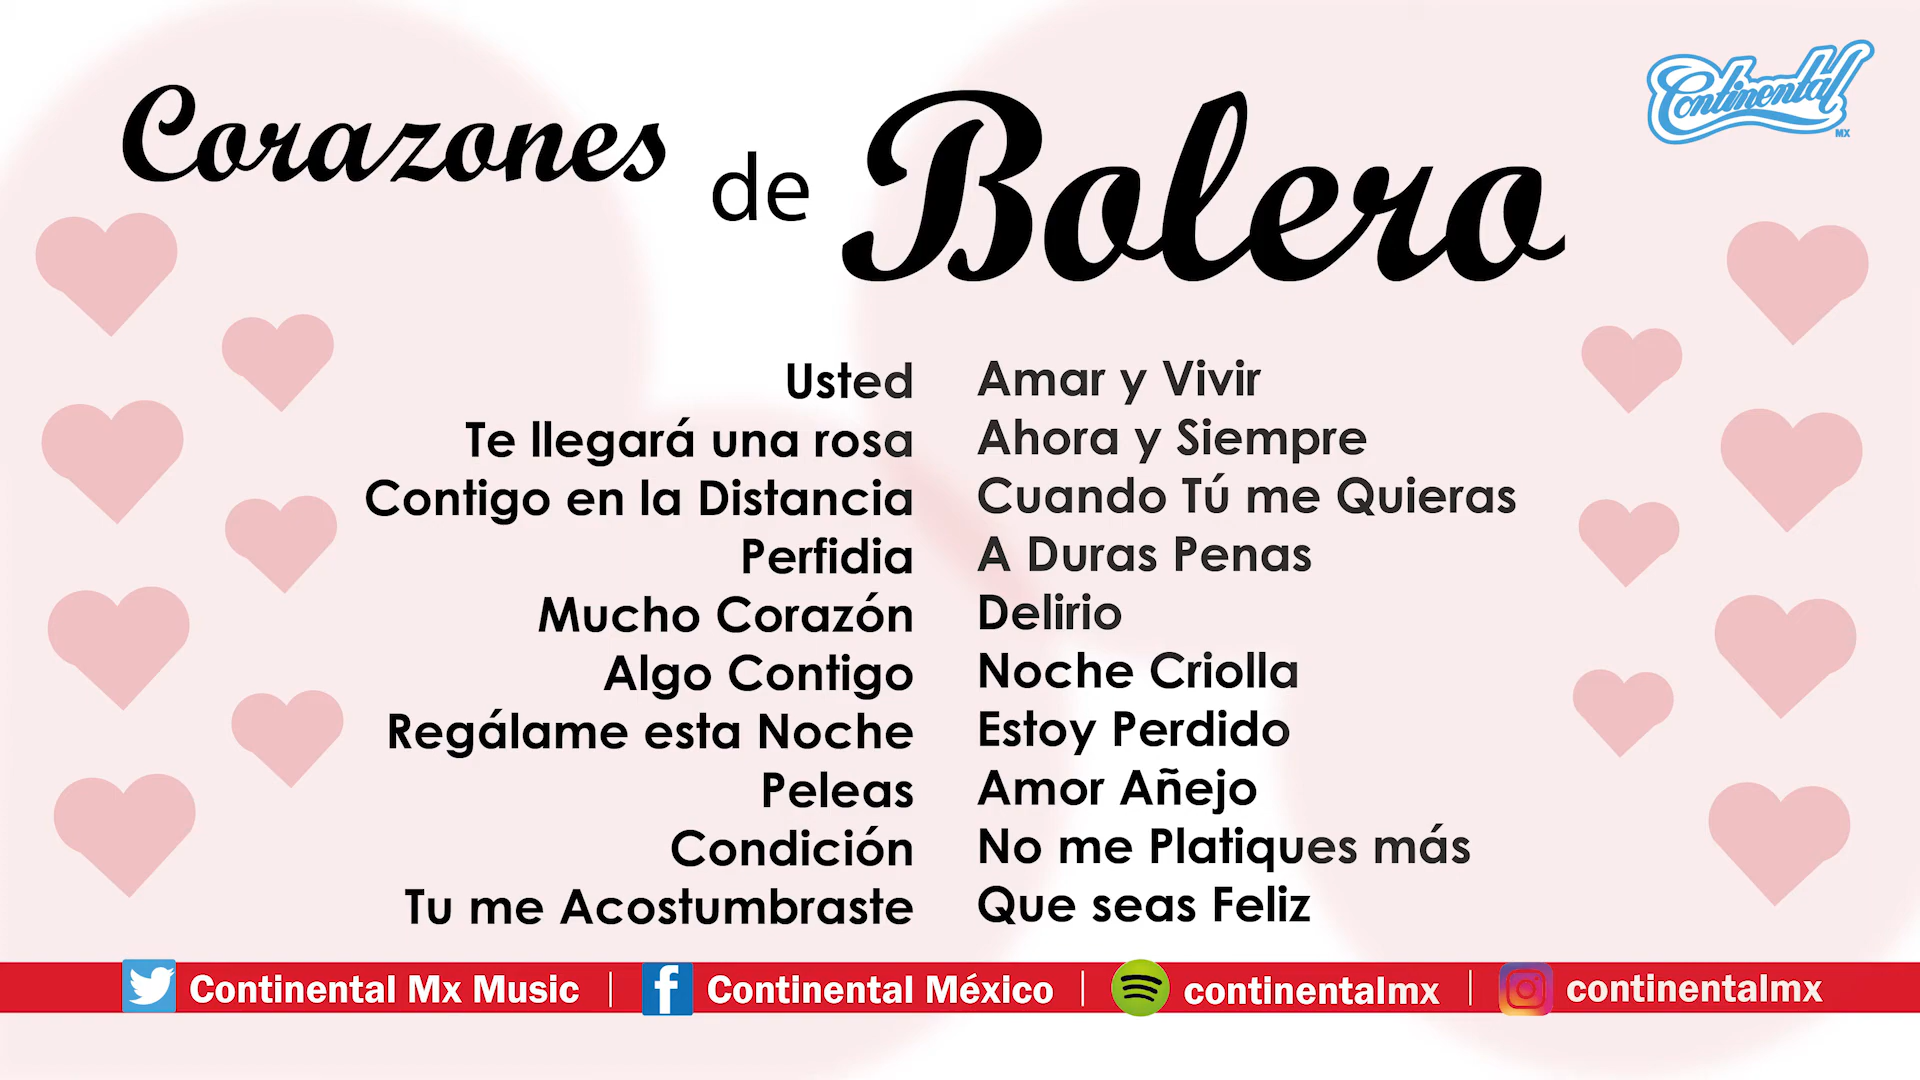 Corazones de Bolero
Continental
MX
Usted
Te llegará una rosa
Contigo en la Distancia
Perfidia
Mucho Corazón
Algo Contigo
Regálame esta Noche
Peleas
Condición
Tu me Acostumbraste
Amar y Vivir
Ahora y Siempre
Cuando Tú me Quieras
A Duras Penas
Delirio
Noche Criolla
Estoy Perdido
Amor Añejo
No me Platiques más
Que seas Feliz
Continental Mx Music | Continental México | continentalmx | continentalmx